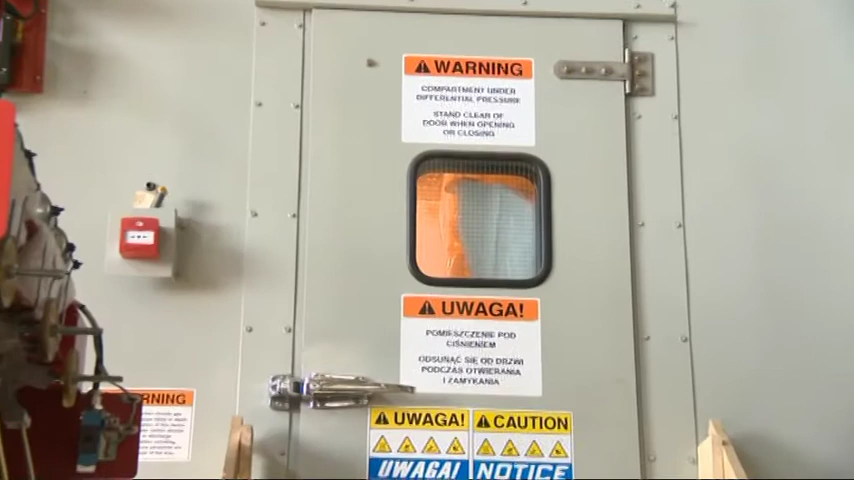 WARNING
COMPARTMENT UNDER
DIFFERENTIAL PRESSURE
STAND CLEAR OF
DOOR WHEN OPENING
OR CLOSING
UWAGA!
POMIESZCZENIE POD
CIŚNIENIEM
ODSUNĄĆ SIĘ OD DRZWI
PODCZAS OTWIERANIA
I ZAMYKANIA
WARNING
UWAGA!
CAUTION
UWAGA!
NOTICE